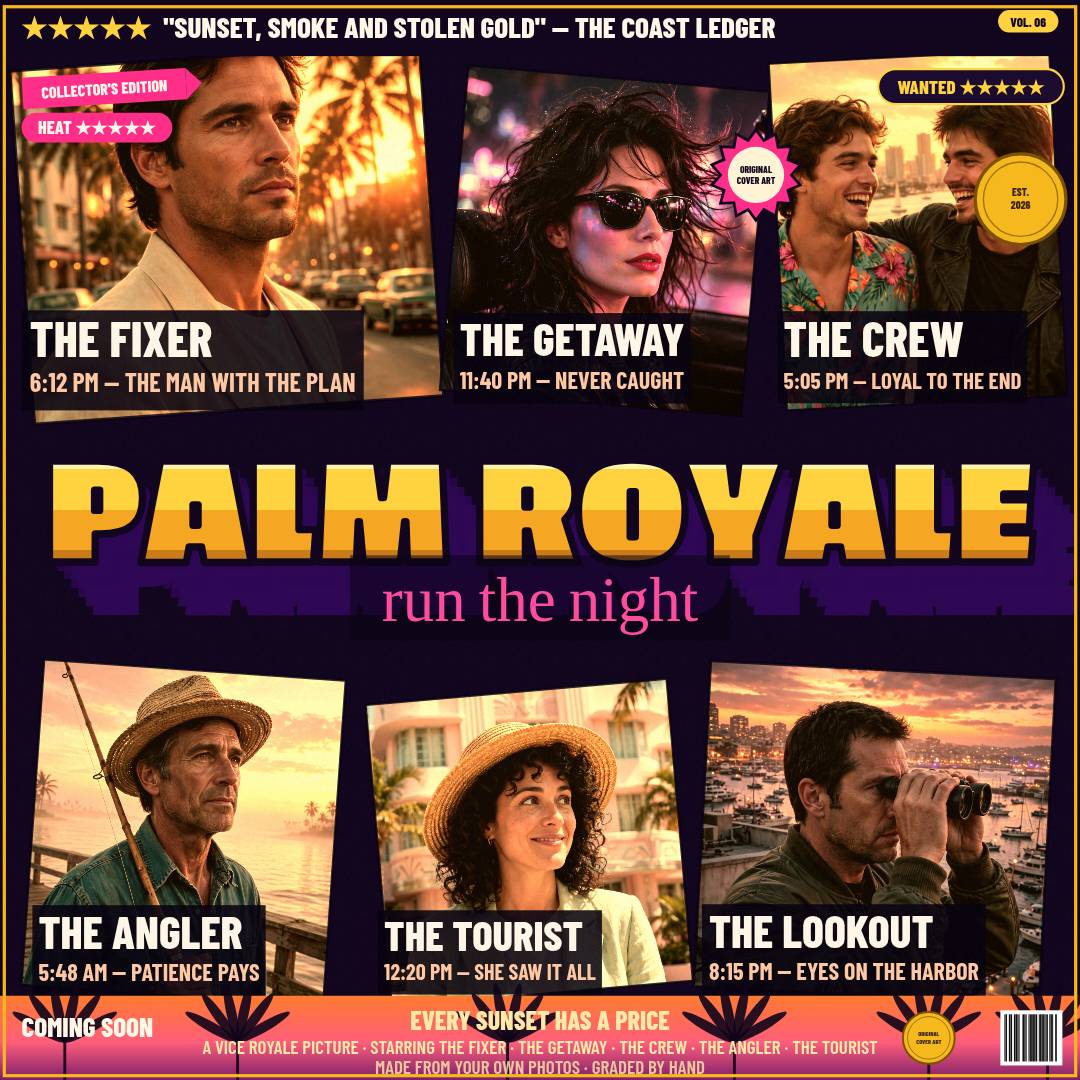 ★★★★★ "SUNSET, SMOKE AND STOLEN GOLD" — THE COAST LEDGER
VOL. 06
COLLECTOR'S EDITION
HEAT ★★★★★
WANTED ★★★★★
ORIGINAL
COVER ART
EST.
2026
THE FIXER
6:12 PM — THE MAN WITH THE PLAN
THE GETAWAY
11:40 PM — NEVER CAUGHT
THE CREW
5:05 PM — LOYAL TO THE END
PALM ROYALE
run the night
THE ANGLER
5:48 AM — PATIENCE PAYS
THE TOURIST
12:20 PM — SHE SAW IT ALL
THE LOOKOUT
8:15 PM — EYES ON THE HARBOR
COMING SOON
EVERY SUNSET HAS A PRICE
A VICE ROYALE PICTURE · STARRING THE FIXER · THE GETAWAY · THE CREW · THE ANGLER · THE TOURIST
MADE FROM YOUR OWN PHOTOS · GRADED BY HAND
ORIGINAL
COVER ART